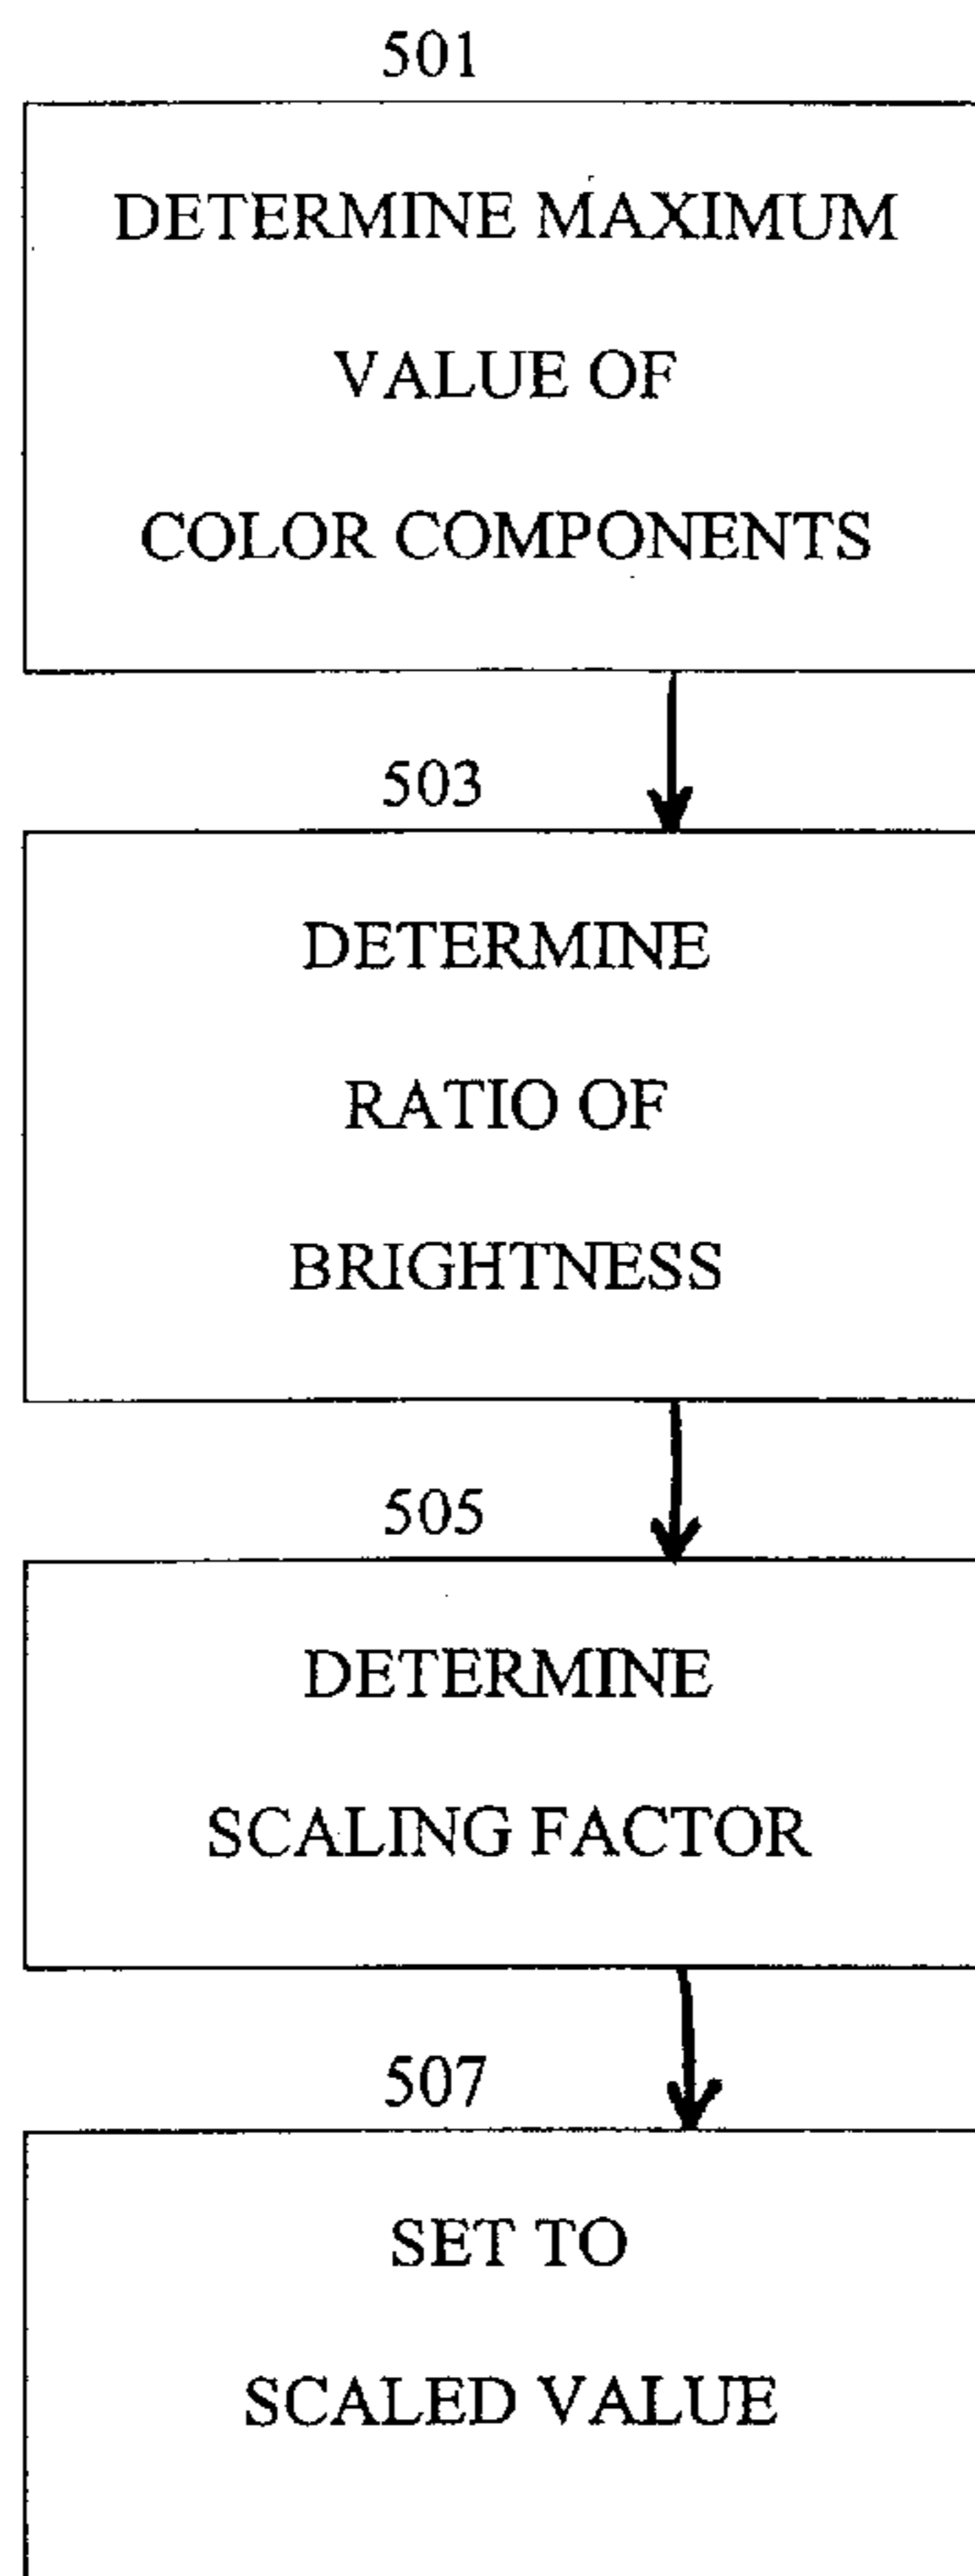 501
DETERMINE MAXIMUM
VALUE OF
COLOR COMPONENTS
503
DETERMINE
RATIO OF
BRIGHTNESS
505
DETERMINE
SCALING FACTOR
507
SET TO
SCALED VALUE